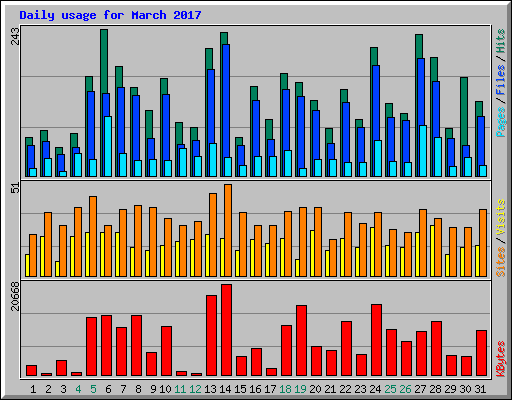 Daily usage for March 2017
243
Pages / Files / Hits
51
Sites / Visits
20668
KBytes
1 2 3 4 5 6 7 8 9 10 11 12 13 14 15 16 17 18 19 20 21 22 23 24 25 26 27 28 29 30 31